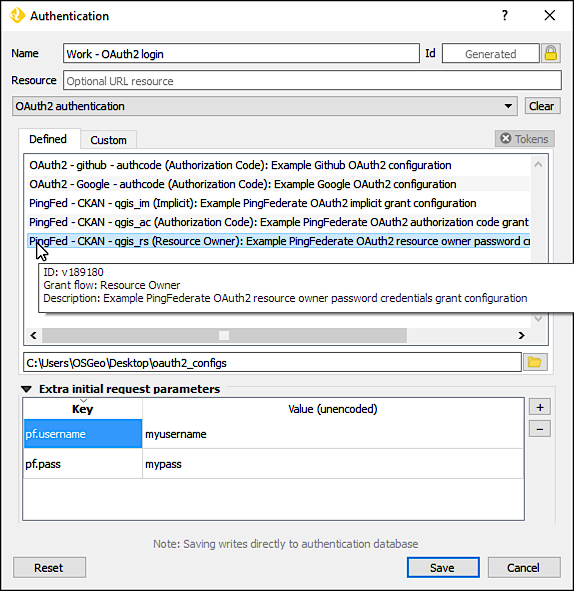 Authentication
Name Work - OAuth2 login Id Generated
Resource Optional URL resource
OAuth2 authentication Clear
Defined Custom Tokens
OAuth2 - github - authcode (Authorization Code): Example Github OAuth2 configuration
OAuth2 - Google - authcode (Authorization Code): Example Google OAuth2 configuration
PingFed - CKAN - qgis_im (Implicit): Example PingFederate OAuth2 implicit grant configuration
PingFed - CKAN - qgis_ac (Authorization Code): Example PingFederate OAuth2 authorization code grant
PingFed - CKAN - qgis_rs (Resource Owner): Example PingFederate OAuth2 resource owner password
ID: v189180
Grant flow: Resource Owner
Description: Example PingFederate OAuth2 resource owner password credentials grant configuration
C:\Users\OSGeo\Desktop\oauth2_configs
Extra initial request parameters
Key Value (unencoded)
pf.username myusername
pf.pass mypass
Note: Saving writes directly to authentication database
Reset Save Cancel